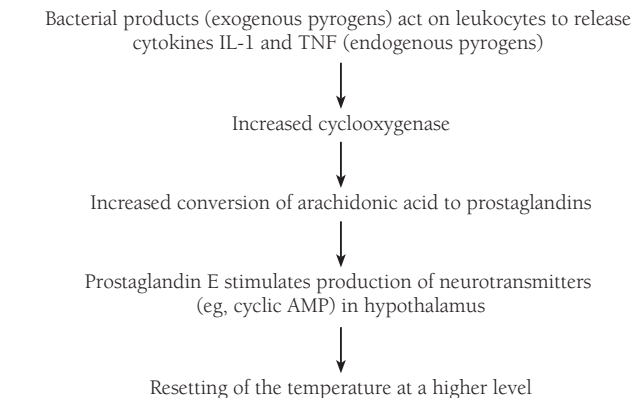 Bacterial products (exogenous pyrogens) act on leukocytes to release
cytokines IL-1 and TNF (endogenous pyrogens)
Increased cyclooxygenase
Increased conversion of arachidonic acid to prostaglandins
Prostaglandin E stimulates production of neurotransmitters
(eg, cyclic AMP) in hypothalamus
Resetting of the temperature at a higher level